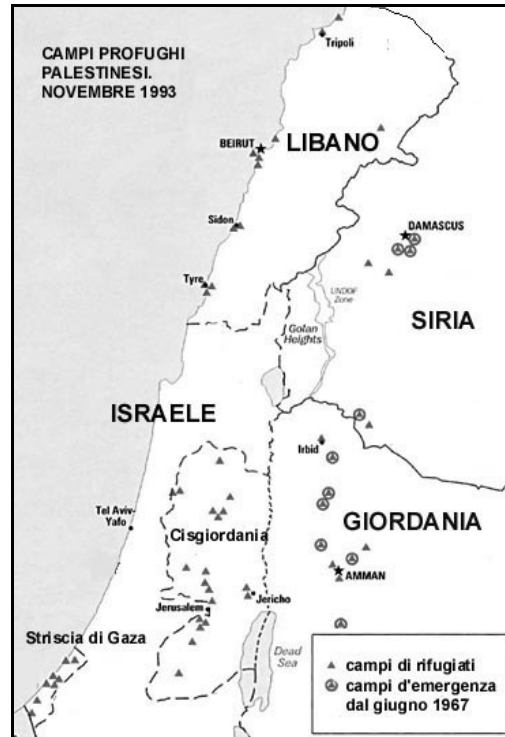 CAMPI PROFUGHI
PALESTINESI.
NOVEMBRE 1993
Tripoli
BEIRUT
LIBANO
Sidon
DAMASCUS
Tyre
UNDOF
Zone
Golan
Heights
SIRIA
ISRAELE
Irbid
Tel Aviv-
Yafo
Cisgiordania
GIORDANIA
AMMAN
Jerusalem
Jericho
Striscia di Gaza
Dead
Sea
campi di rifugiati
campi d'emergenza
dal giugno 1967